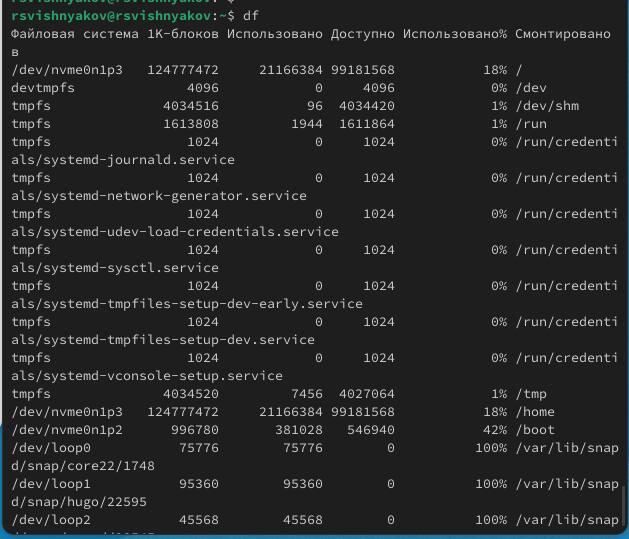 rsvishnyakov@rsvishnyakov:~$ df
Файловая система 1K-блоков Использовано Доступно Использовано% Смонтировано
в
/dev/nvme0n1p3 124777472 21166384 99181568 18% /
devtmpfs 4096 0 4096 0% /dev
tmpfs 4034516 96 4034420 1% /dev/shm
tmpfs 1613808 1944 1611864 1% /run
tmpfs 1024 0 1024 0% /run/credenti
als/systemd-journald.service
tmpfs 1024 0 1024 0% /run/credenti
als/systemd-network-generator.service
tmpfs 1024 0 1024 0% /run/credenti
als/systemd-udev-load-credentials.service
tmpfs 1024 0 1024 0% /run/credenti
als/systemd-sysctl.service
tmpfs 1024 0 1024 0% /run/credenti
als/systemd-tmpfiles-setup-dev-early.service
tmpfs 1024 0 1024 0% /run/credenti
als/systemd-tmpfiles-setup-dev.service
tmpfs 1024 0 1024 0% /run/credenti
als/systemd-vconsole-setup.service
tmpfs 4034520 7456 4027064 1% /tmp
/dev/nvme0n1p3 124777472 21166384 99181568 18% /home
/dev/nvme0n1p2 996780 381028 546940 42% /boot
/dev/loop0 75776 75776 0 100% /var/lib/snap
d/snap/core22/1748
/dev/loop1 95360 95360 0 100% /var/lib/snap
d/snap/hugo/22595
/dev/loop2 45568 45568 0 100% /var/lib/snap